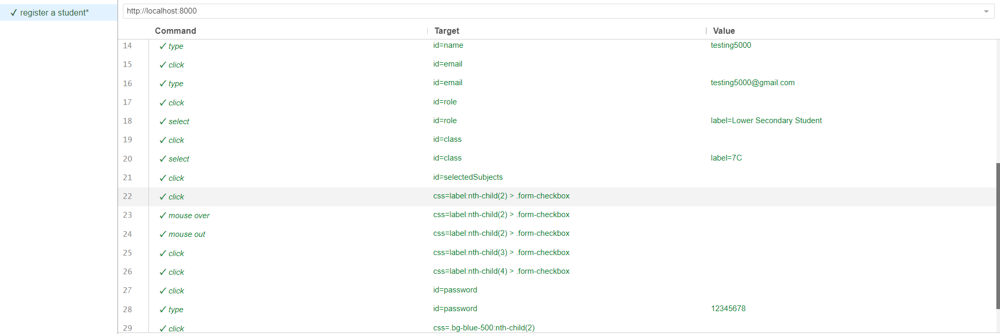 ✓ register a student*
http://localhost:8000
Command Target Value
14 ✓ type id=name testing5000
15 ✓ click id=email
16 ✓ type id=email testing5000@gmail.com
17 ✓ click id=role
18 ✓ select id=role label=Lower Secondary Student
19 ✓ click id=class
20 ✓ select id=class label=7C
21 ✓ click id=selectedSubjects
22 ✓ click css=label:nth-child(2) > .form-checkbox
23 ✓ mouse over css=label:nth-child(2) > .form-checkbox
24 ✓ mouse out css=label:nth-child(2) > .form-checkbox
25 ✓ click css=label:nth-child(3) > .form-checkbox
26 ✓ click css=label:nth-child(4) > .form-checkbox
27 ✓ click id=password
28 ✓ type id=password 12345678
29 ✓ click css=.bg-blue-500:nth-child(2)